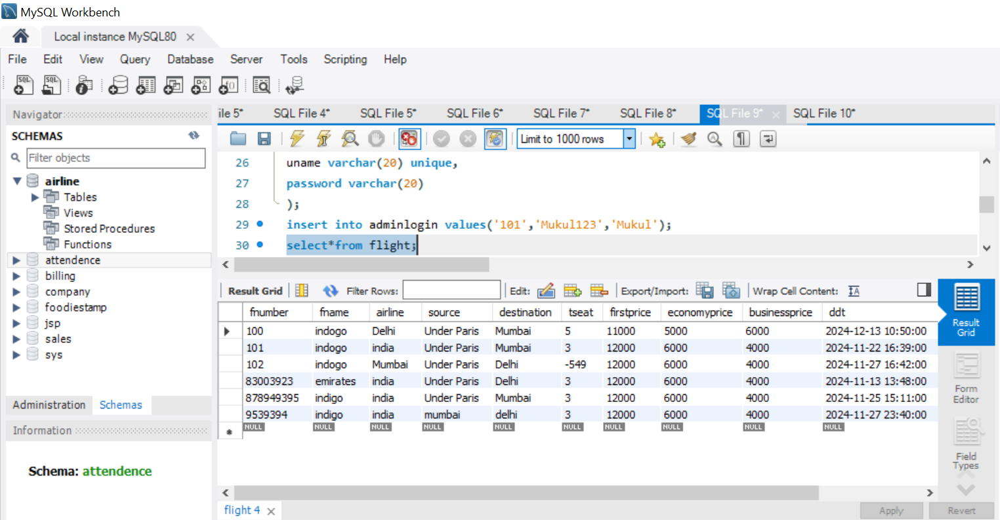 MySQL Workbench
Local instance MySQL80
File Edit View Query Database Server Tools Scripting Help
SQL SQL
Navigator
ile 5* SQL File 4* SQL File 5* SQL File 6* SQL File 7* SQL File 8* SQL File 9* SQL File 10*
SCHEMAS
Limit to 1000 rows
Filter objects
airline
Tables
Views
Stored Procedures
Functions
attendence
billing
company
foodiestamp
jsp
sales
sys
Administration Schemas
Information
Schema: attendence
26 uname varchar(20) unique,
27 password varchar(20)
28 );
29 insert into adminlogin values('101','Mukul123','Mukul');
30 select*from flight;
Result Grid Filter Rows: Edit: Export/Import: Wrap Cell Content: IA
fnumber fname airline source destination tseat firstprice economyprice businessprice ddt
100 indogo Delhi Under Paris Mumbai 5 11000 5000 6000 2024-12-13 10:50:00
101 indogo india Under Paris Mumbai 3 12000 6000 4000 2024-11-22 16:39:00
102 indogo Mumbai Under Paris Delhi -549 12000 6000 4000 2024-11-27 16:42:00
83003923 emirates india Under Paris Delhi 3 12000 6000 4000 2024-11-13 13:48:00
878949395 indigo india Under Paris Mumbai 3 12000 6000 4000 2024-11-25 15:11:00
9539394 indigo india mumbai delhi 3 12000 6000 4000 2024-11-27 23:40:00
NULL NULL NULL NULL NULL NULL NULL NULL NULL NULL
Result
Grid
Form
Editor
Field
Types
flight 4
Apply Revert